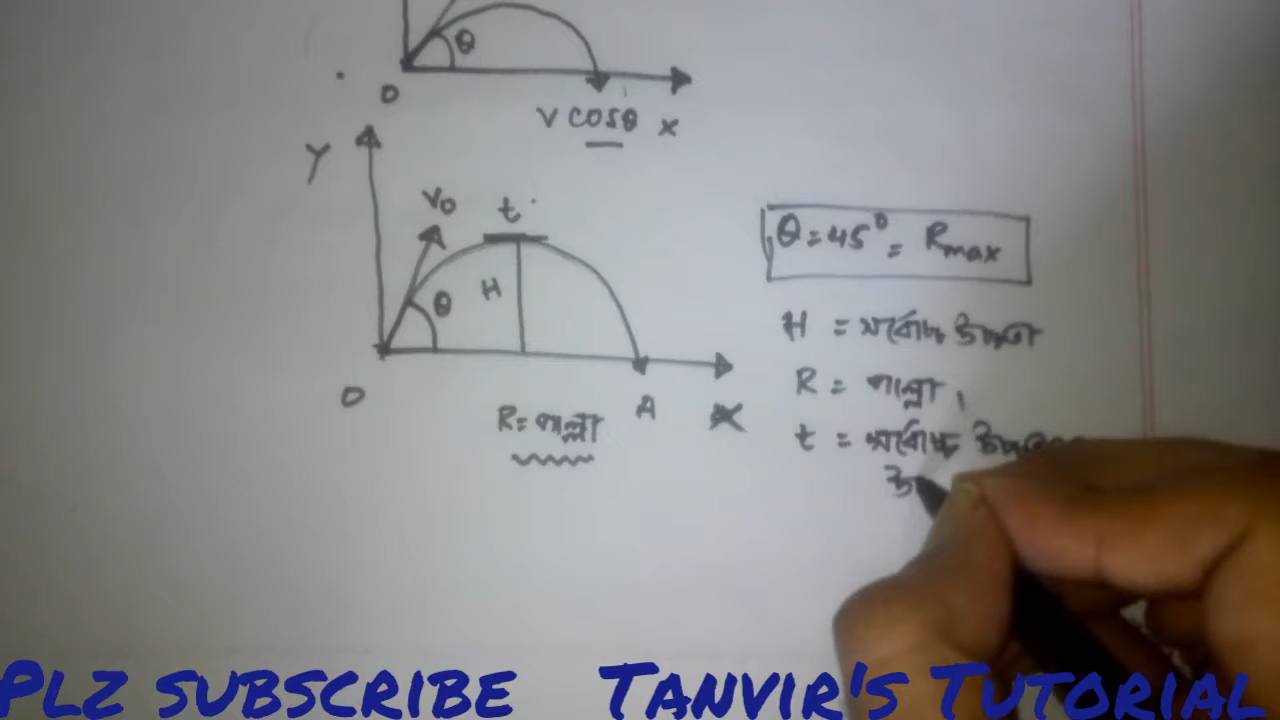 θ
O
V cosθ x
Y
V₀ t
θ H
O
R = পাল্লা
A X
θ = 45° = Rmax
H = সর্বোচ্চ উচ্চতা
R = পাল্লা
t = সর্বোচ্চ
PLZ SUBSCRIBE TANVIR'S TUTORIAL